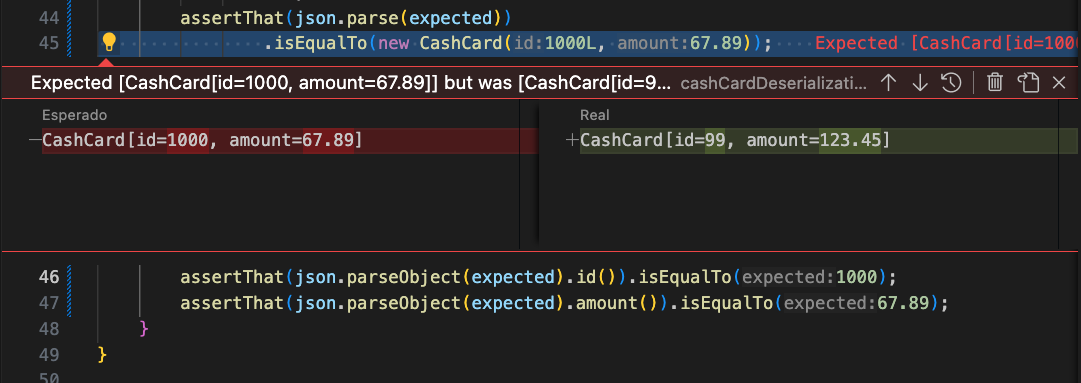 44 assertThat(json.parse(expected))
45 .isEqualTo(new CashCard(id:1000L, amount:67.89)); Expected [CashCard[id=100
Expected [CashCard[id=1000, amount=67.89]] but was [CashCard[id=9... cashCardDeserializati...
Esperado
Real
—CashCard[id=1000, amount=67.89]
+CashCard[id=99, amount=123.45]
46 assertThat(json.parseObject(expected).id()).isEqualTo(expected:1000);
47 assertThat(json.parseObject(expected).amount()).isEqualTo(expected:67.89);
48 }
49 }
50